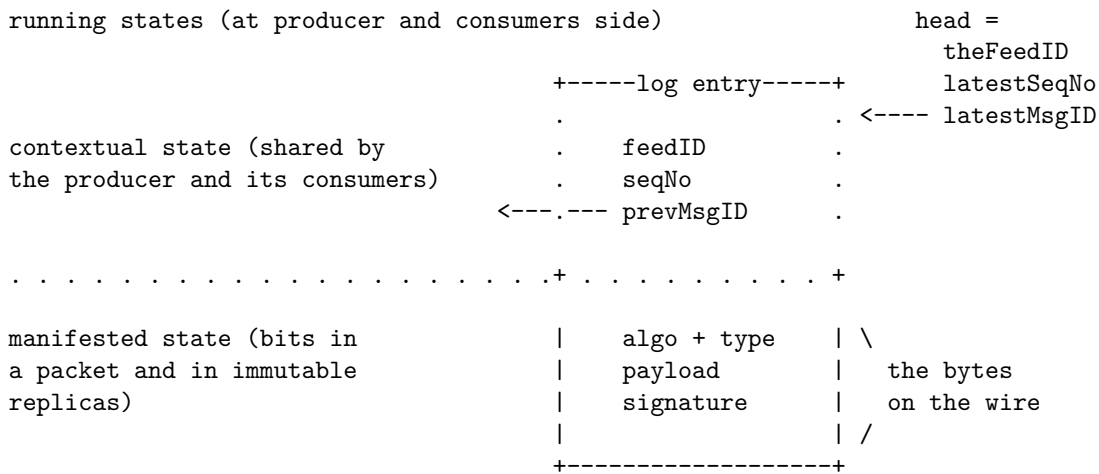 running states (at producer and consumers side)                head =
                                                                 theFeedID
                                       +-----log entry-----+     latestSeqNo
                                       .                   . <---- latestMsgID
contextual state (shared by            .    feedID         .
the producer and its consumers)        .    seqNo          .
                                   <---.--- prevMsgID      .
. . . . . . . . . . . . . . . . . . . .+ . . . . . . . . . +
manifested state (bits in              |    algo + type    | \
a packet and in immutable              |    payload        |   the bytes
replicas)                              |    signature      |   on the wire
                                       |                   | /
                                       +-------------------+